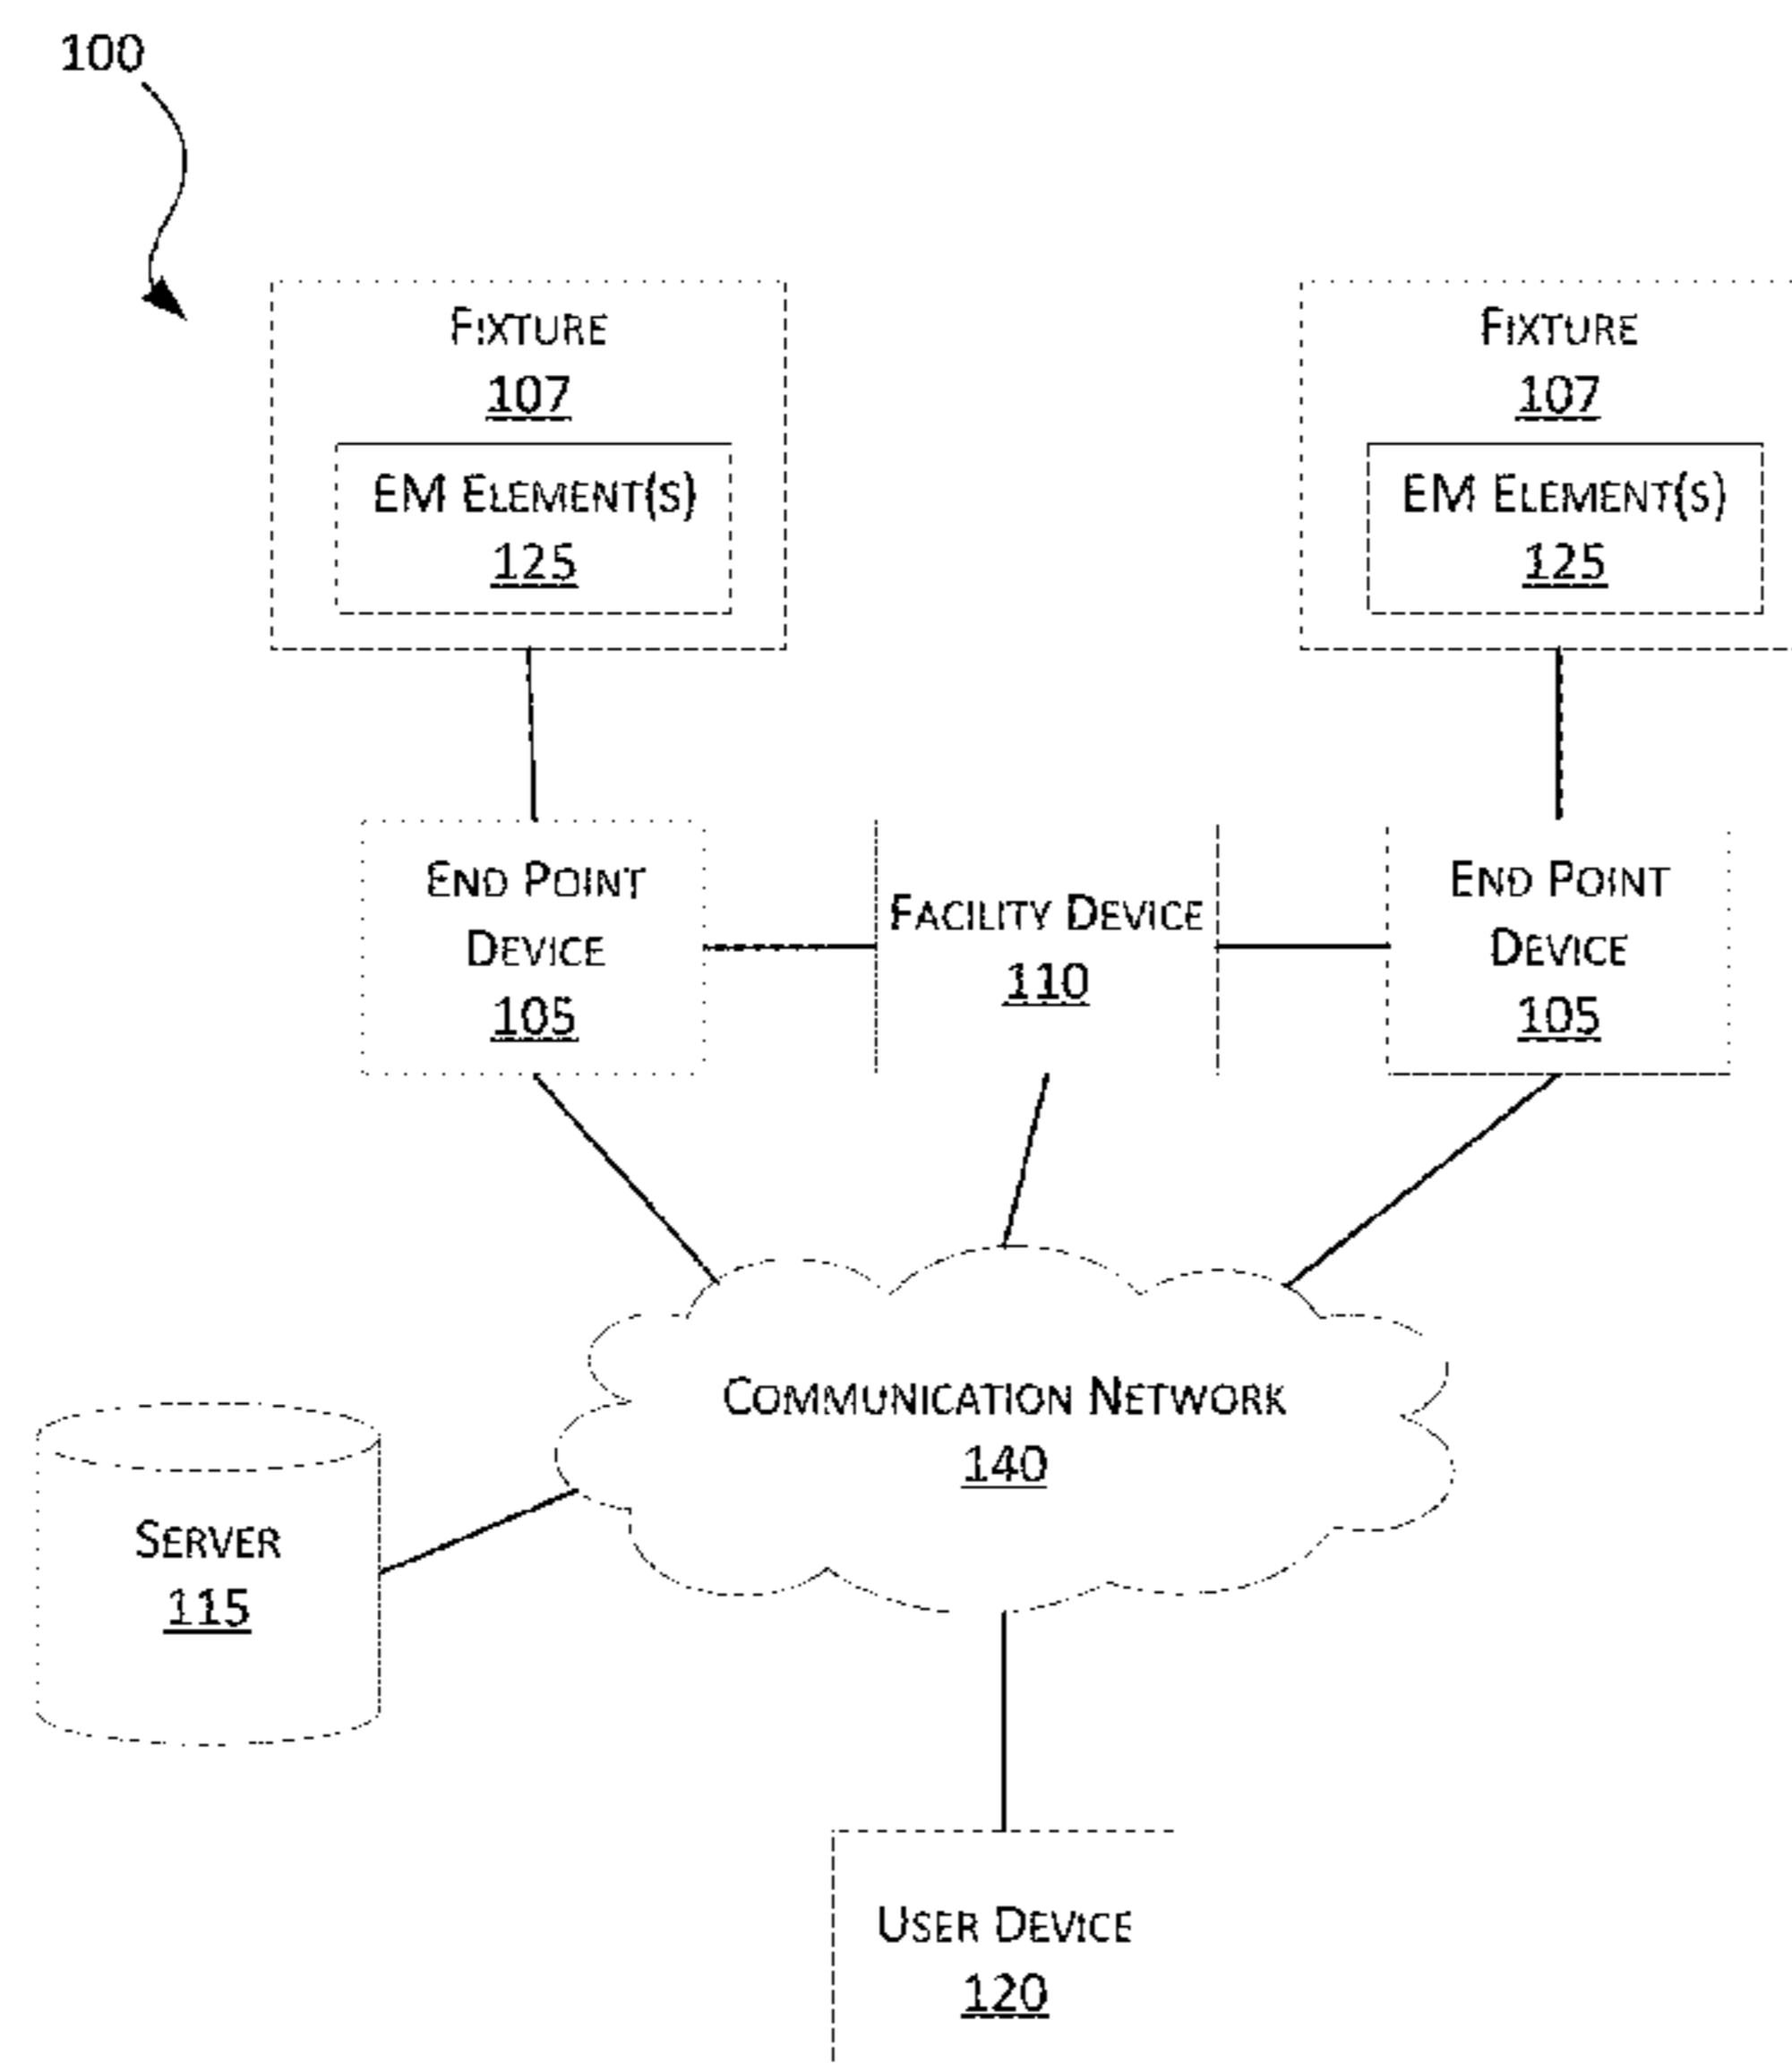 100
FIXTURE
107
EM ELEMENT(S)
125
FIXTURE
107
EM ELEMENT(S)
125
END POINT
DEVICE
105
FACILITY DEVICE
110
END POINT
DEVICE
105
COMMUNICATION NETWORK
140
SERVER
115
USER DEVICE
120